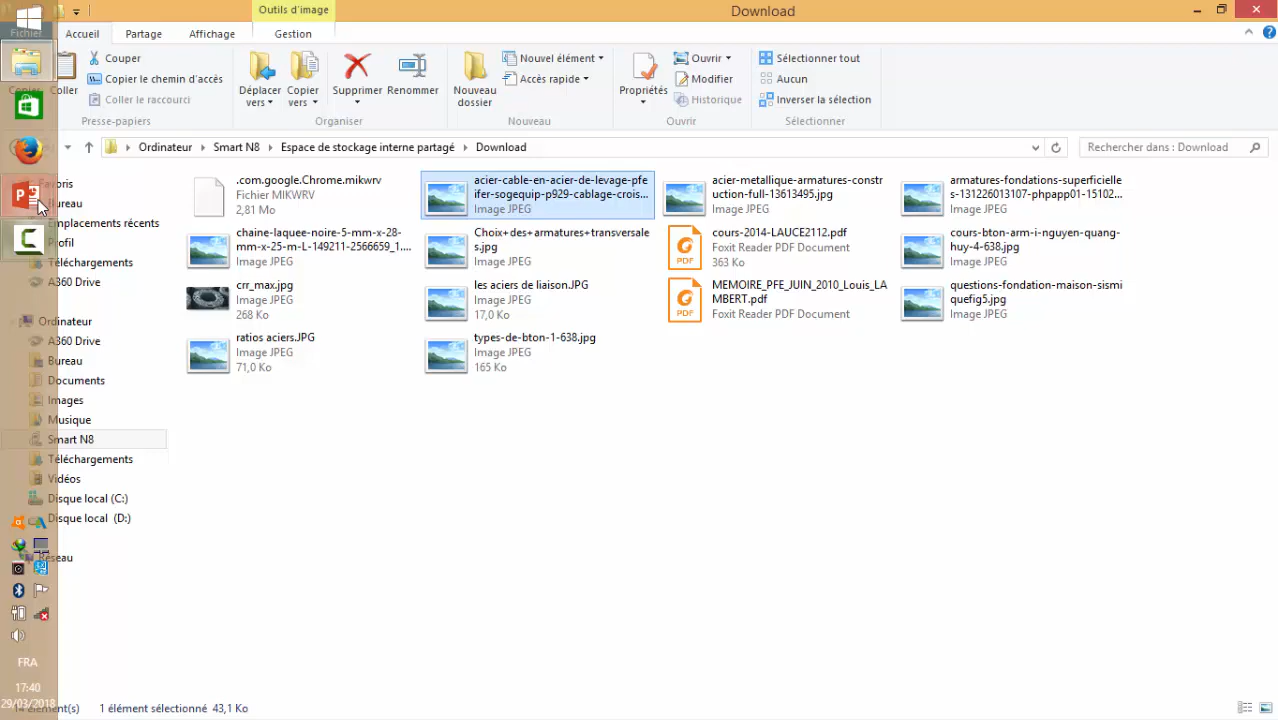 Outils d'image
Download
Fichier
Accueil
Partage
Affichage
Gestion
Copier
Coller
Couper
Copier le chemin d'accès
Coller le raccourci
Presse-papiers
Déplacer vers
Copier vers
Supprimer
Renommer
Organiser
Nouveau dossier
Nouvel élément
Accès rapide
Nouveau
Propriétés
Ouvrir
Modifier
Historique
Ouvrir
Sélectionner tout
Aucun
Inverser la sélection
Sélectionner
Ordinateur
Smart N8
Espace de stockage interne partagé
Download
Rechercher dans : Download
Favoris
Bureau
Emplacements récents
Profil
Téléchargements
A360 Drive
Ordinateur
A360 Drive
Bureau
Documents
Images
Musique
Smart N8
Téléchargements
Vidéos
Disque local (C:)
Disque local (D:)
Réseau
.com.google.Chrome.mikwrv
Fichier MIKWRV
2,81 Mo
acier-cable-en-acier-de-levage-pfe
ifer-sogequip-p929-cablage-crois...
Image JPEG
acier-metallique-armatures-constr
uction-full-13613495.jpg
Image JPEG
armatures-fondations-superficielle
s-131226013107-phpapp01-15102...
Image JPEG
chaine-laquee-noire-5-mm-x-28-
mm-x-25-m-L-149211-2566659_1....
Image JPEG
Choix+des+armatures+transversale
s.jpg
Image JPEG
cours-2014-LAUCE2112.pdf
Foxit Reader PDF Document
363 Ko
cours-bton-arm-i-nguyen-quang-
huy-4-638.jpg
Image JPEG
crr_max.jpg
Image JPEG
268 Ko
les aciers de liaison.JPG
Image JPEG
17,0 Ko
MEMOIRE_PFE_JUIN_2010_Louis_LA
MBERT.pdf
Foxit Reader PDF Document
questions-fondation-maison-sismi
quefig5.jpg
Image JPEG
ratios aciers.JPG
Image JPEG
71,0 Ko
types-de-bton-1-638.jpg
Image JPEG
165 Ko
PDF
PDF
FRA
17:40
29/03/2018
14 élément(s)
1 élément sélectionné 43,1 Ko